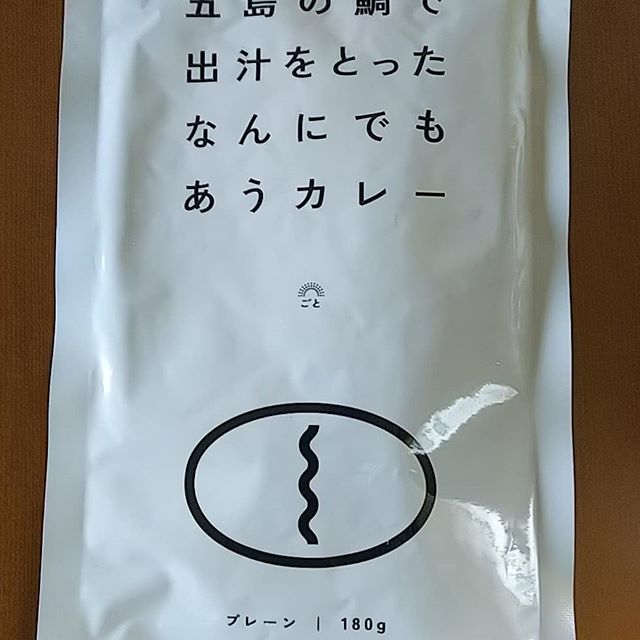 五島の鯛で
出汁をとった
なんにでも
あうカレー
ごと
プレーン | 180g